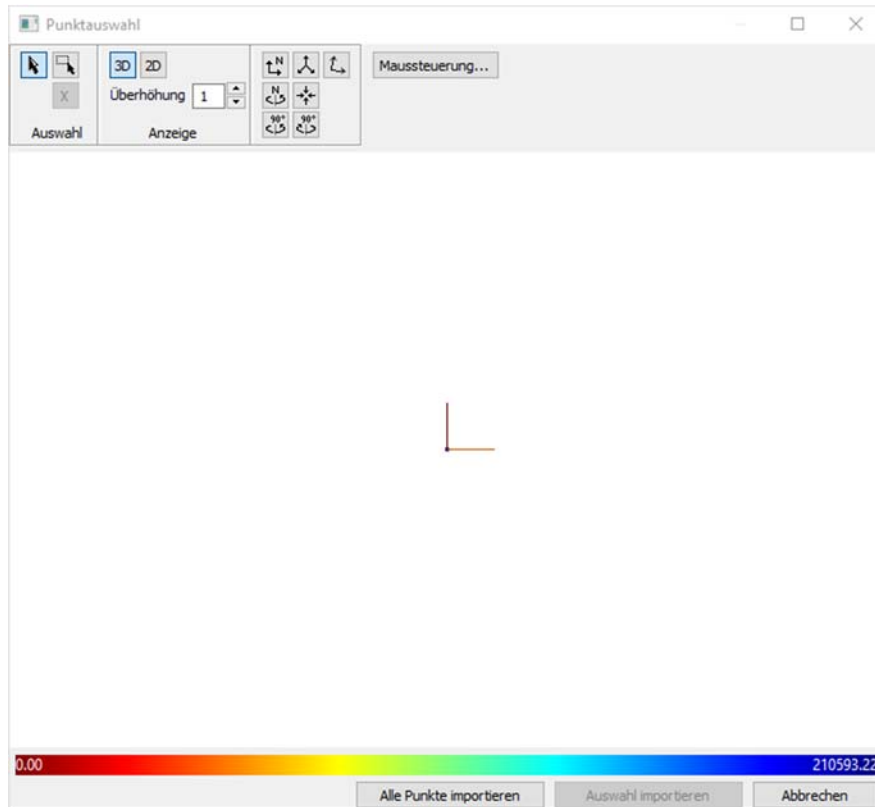 Punktauswahl
3D 2D
N
Maussteuerung...
X
Überhöhung 1
N
90° 90°
Auswahl
Anzeige
0.00
210593.22
Alle Punkte importieren
Auswahl importieren
Abbrechen